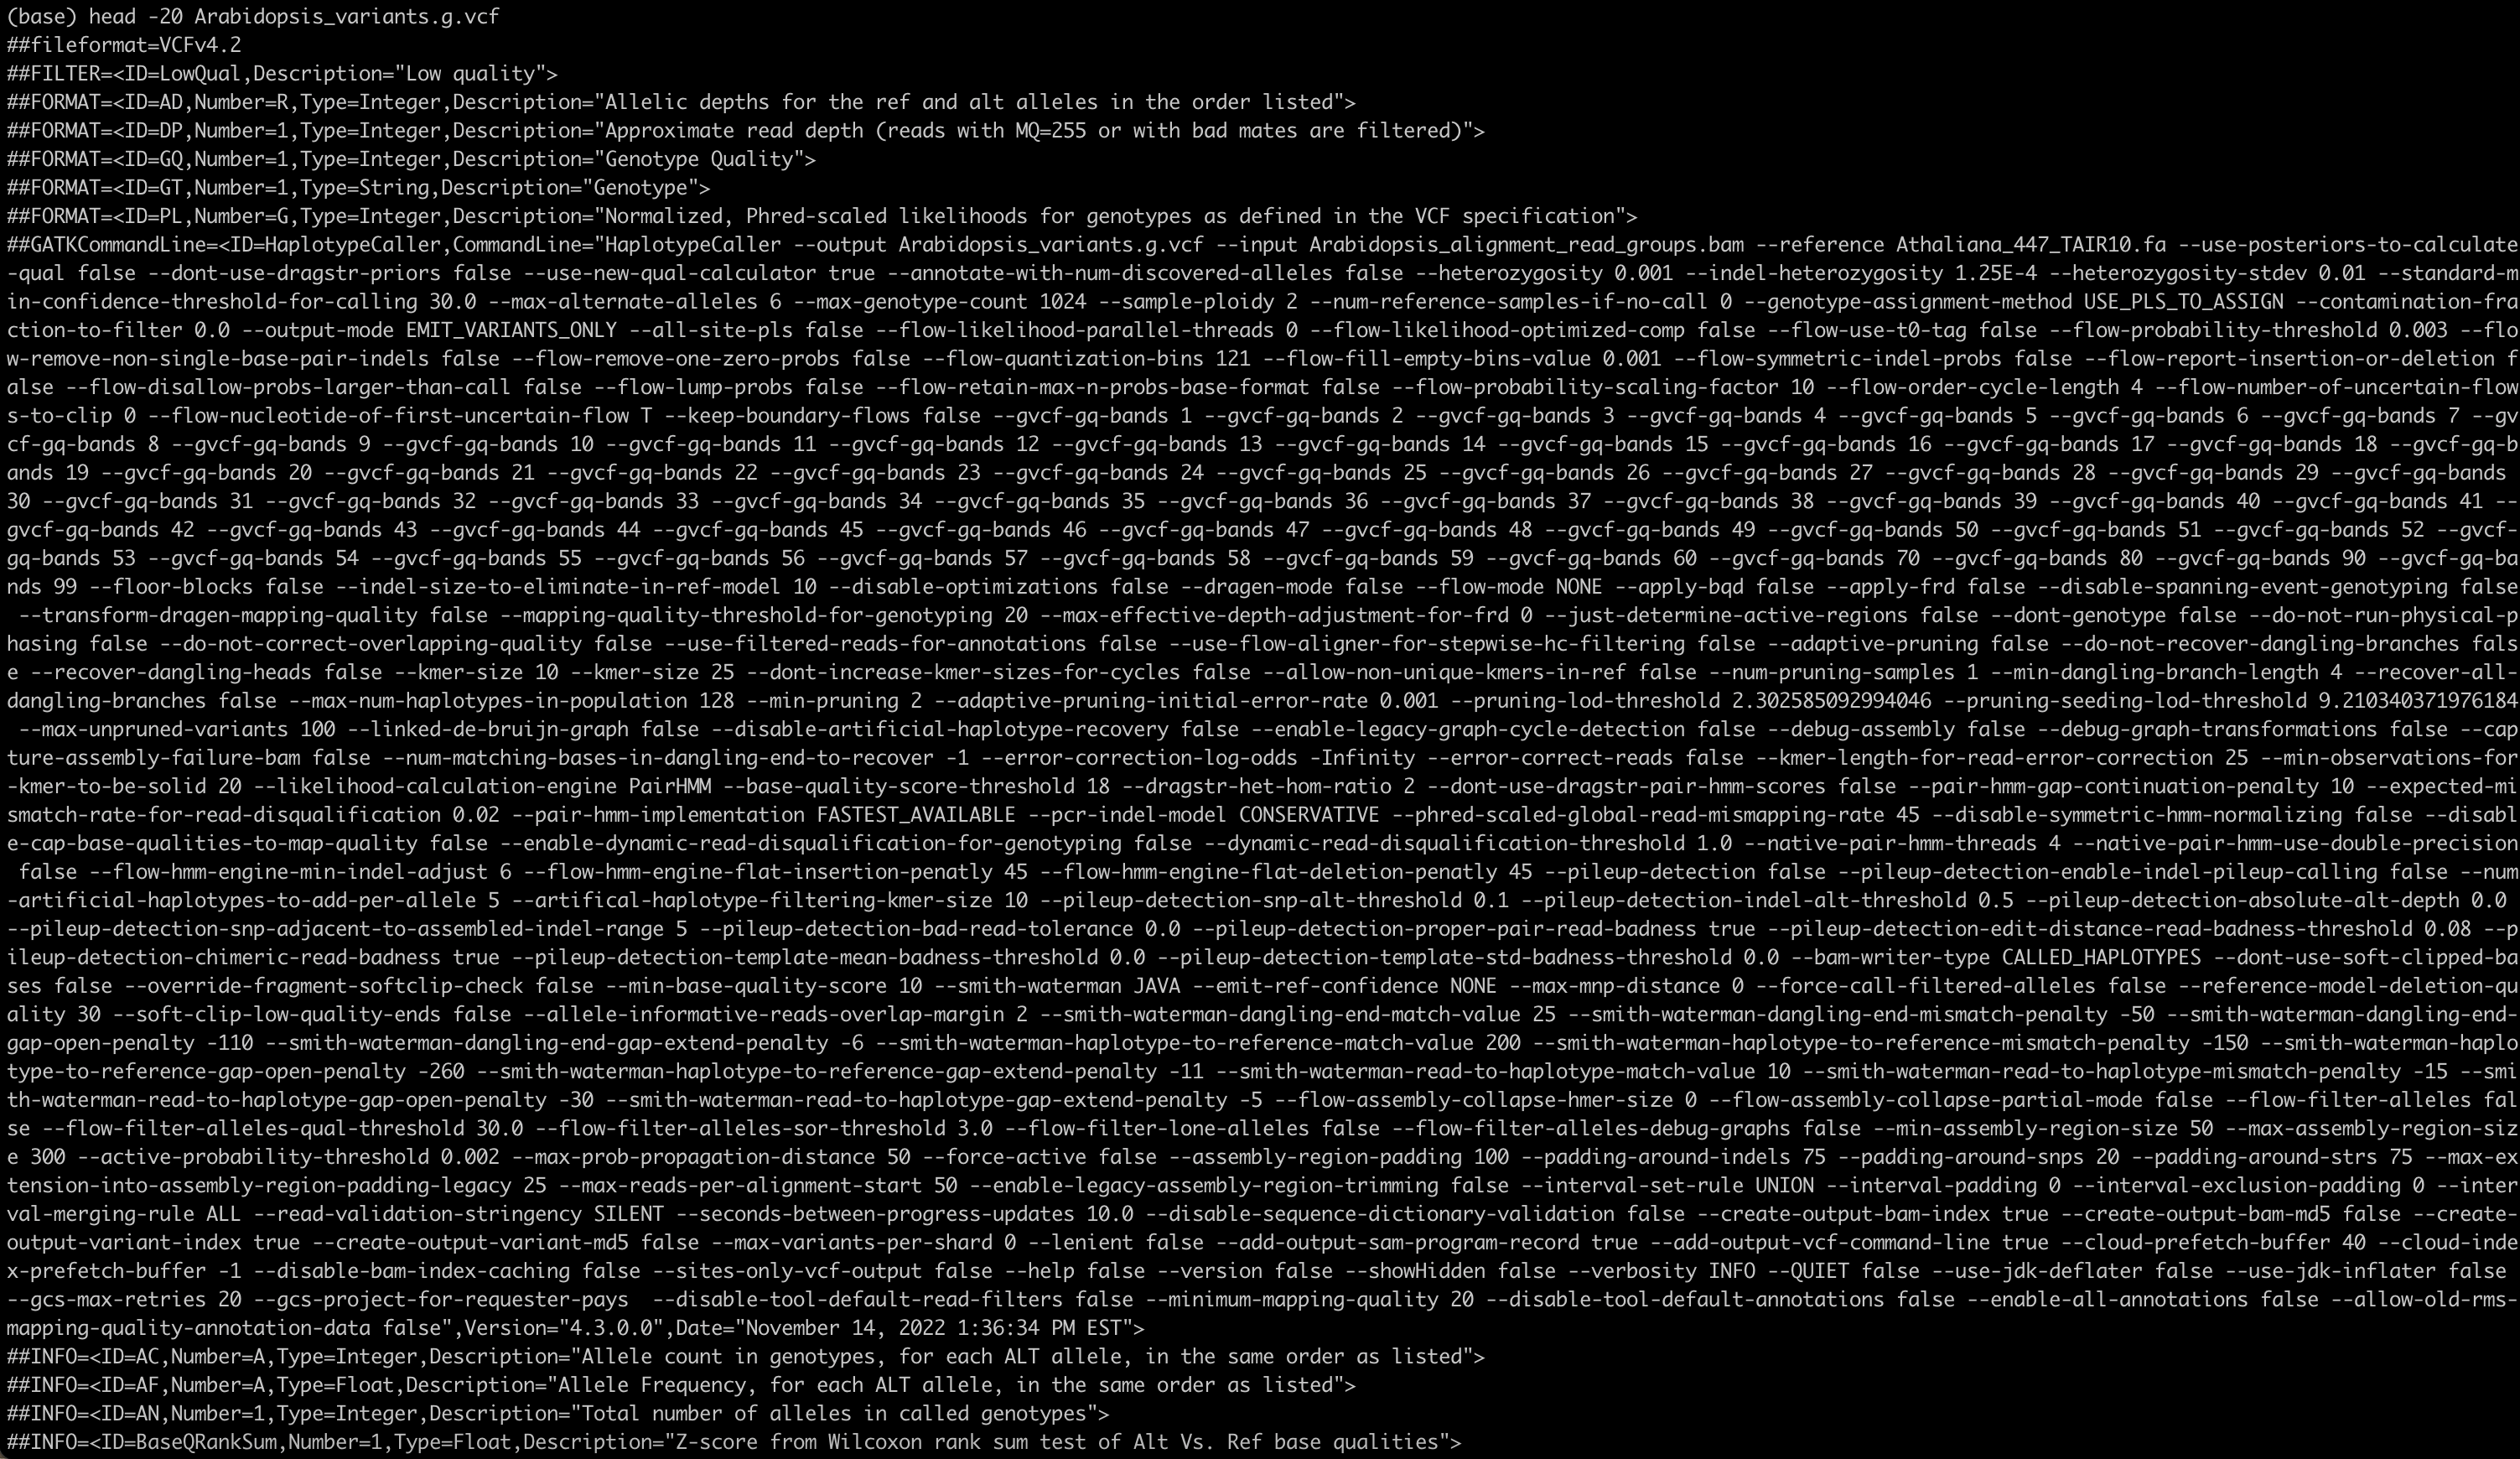 (base) head -20 Arabidopsis_variants.g.vcf
##fileformat=VCFv4.2
##FILTER=<ID=LowQual,Description="Low quality">
##FORMAT=<ID=AD,Number=R,Type=Integer,Description="Allelic depths for the ref and alt alleles in the order listed">
##FORMAT=<ID=DP,Number=1,Type=Integer,Description="Approximate read depth (reads with MQ=255 or with bad mates are filtered)">
##FORMAT=<ID=GQ,Number=1,Type=Integer,Description="Genotype Quality">
##FORMAT=<ID=GT,Number=1,Type=String,Description="Genotype">
##FORMAT=<ID=PL,Number=G,Type=Integer,Description="Normalized, Phred-scaled likelihoods for genotypes as defined in the VCF specification">
##GATKCommandLine=<ID=HaplotypeCaller,CommandLine="HaplotypeCaller --output Arabidopsis_variants.g.vcf --input Arabidopsis_alignment_read_groups.bam --reference Athaliana_447_TAIR10.fa --use-posteriors-to-calculate
-qual false --dont-use-dragstr-priors false --use-new-qual-calculator true --annotate-with-num-discovered-alleles false --heterozygosity 0.001 --indel-heterozygosity 1.25E-4 --heterozygosity-stdev 0.01 --standard-m
in-confidence-threshold-for-calling 30.0 --max-alternate-alleles 6 --max-genotype-count 1024 --sample-ploidy 2 --num-reference-samples-if-no-call 0 --genotype-assignment-method USE_PLS_TO_ASSIGN --contamination-fra
ction-to-filter 0.0 --output-mode EMIT_VARIANTS_ONLY --all-site-pls false --flow-likelihood-parallel-threads 0 --flow-likelihood-optimized-comp false --flow-use-t0-tag false --flow-probability-threshold 0.003 --flo
w-remove-non-single-base-pair-indels false --flow-remove-one-zero-probs false --flow-quantization-bins 121 --flow-fill-empty-bins-value 0.001 --flow-symmetric-indel-probs false --flow-report-insertion-or-deletion f
alse --flow-disallow-probs-larger-than-call false --flow-lump-probs false --flow-retain-max-n-probs-base-format false --flow-probability-scaling-factor 10 --flow-order-cycle-length 4 --flow-number-of-uncertain-flow
s-to-clip 0 --flow-nucleotide-of-first-uncertain-flow T --keep-boundary-flows false --gvcf-gq-bands 1 --gvcf-gq-bands 2 --gvcf-gq-bands 3 --gvcf-gq-bands 4 --gvcf-gq-bands 5 --gvcf-gq-bands 6 --gvcf-gq-bands 7 --gv
cf-gq-bands 8 --gvcf-gq-bands 9 --gvcf-gq-bands 10 --gvcf-gq-bands 11 --gvcf-gq-bands 12 --gvcf-gq-bands 13 --gvcf-gq-bands 14 --gvcf-gq-bands 15 --gvcf-gq-bands 16 --gvcf-gq-bands 17 --gvcf-gq-bands 18 --gvcf-gq-b
ands 19 --gvcf-gq-bands 20 --gvcf-gq-bands 21 --gvcf-gq-bands 22 --gvcf-gq-bands 23 --gvcf-gq-bands 24 --gvcf-gq-bands 25 --gvcf-gq-bands 26 --gvcf-gq-bands 27 --gvcf-gq-bands 28 --gvcf-gq-bands 29 --gvcf-gq-bands
30 --gvcf-gq-bands 31 --gvcf-gq-bands 32 --gvcf-gq-bands 33 --gvcf-gq-bands 34 --gvcf-gq-bands 35 --gvcf-gq-bands 36 --gvcf-gq-bands 37 --gvcf-gq-bands 38 --gvcf-gq-bands 39 --gvcf-gq-bands 40 --gvcf-gq-bands 41 --
gvcf-gq-bands 42 --gvcf-gq-bands 43 --gvcf-gq-bands 44 --gvcf-gq-bands 45 --gvcf-gq-bands 46 --gvcf-gq-bands 47 --gvcf-gq-bands 48 --gvcf-gq-bands 49 --gvcf-gq-bands 50 --gvcf-gq-bands 51 --gvcf-gq-bands 52 --gvcf-
gq-bands 53 --gvcf-gq-bands 54 --gvcf-gq-bands 55 --gvcf-gq-bands 56 --gvcf-gq-bands 57 --gvcf-gq-bands 58 --gvcf-gq-bands 59 --gvcf-gq-bands 60 --gvcf-gq-bands 70 --gvcf-gq-bands 80 --gvcf-gq-bands 90 --gvcf-gq-ba
nds 99 --floor-blocks false --indel-size-to-eliminate-in-ref-model 10 --disable-optimizations false --dragen-mode false --flow-mode NONE --apply-bqd false --apply-frd false --disable-spanning-event-genotyping false
 --transform-dragen-mapping-quality false --mapping-quality-threshold-for-genotyping 20 --max-effective-depth-adjustment-for-frd 0 --just-determine-active-regions false --dont-genotype false --do-not-run-physical-p
hasing false --do-not-correct-overlapping-quality false --use-filtered-reads-for-annotations false --use-flow-aligner-for-stepwise-hc-filtering false --adaptive-pruning false --do-not-recover-dangling-branches fals
e --recover-dangling-heads false --kmer-size 10 --kmer-size 25 --dont-increase-kmer-sizes-for-cycles false --allow-non-unique-kmers-in-ref false --num-pruning-samples 1 --min-dangling-branch-length 4 --recover-all-
dangling-branches false --max-num-haplotypes-in-population 128 --min-pruning 2 --adaptive-pruning-initial-error-rate 0.001 --pruning-lod-threshold 2.302585092994046 --pruning-seeding-lod-threshold 9.210340371976184
 --max-unpruned-variants 100 --linked-de-bruijn-graph false --disable-artificial-haplotype-recovery false --enable-legacy-graph-cycle-detection false --debug-assembly false --debug-graph-transformations false --cap
ture-assembly-failure-bam false --num-matching-bases-in-dangling-end-to-recover -1 --error-correction-log-odds -Infinity --error-correct-reads false --kmer-length-for-read-error-correction 25 --min-observations-for
-kmer-to-be-solid 20 --likelihood-calculation-engine PairHMM --base-quality-score-threshold 18 --dragstr-het-hom-ratio 2 --dont-use-dragstr-pair-hmm-scores false --pair-hmm-gap-continuation-penalty 10 --expected-mi
smatch-rate-for-read-disqualification 0.02 --pair-hmm-implementation FASTEST_AVAILABLE --pcr-indel-model CONSERVATIVE --phred-scaled-global-read-mismapping-rate 45 --disable-symmetric-hmm-normalizing false --disabl
e-cap-base-qualities-to-map-quality false --enable-dynamic-read-disqualification-for-genotyping false --dynamic-read-disqualification-threshold 1.0 --native-pair-hmm-threads 4 --native-pair-hmm-use-double-precision
 false --flow-hmm-engine-min-indel-adjust 6 --flow-hmm-engine-flat-insertion-penatly 45 --flow-hmm-engine-flat-deletion-penatly 45 --pileup-detection false --pileup-detection-enable-indel-pileup-calling false --num
-artificial-haplotypes-to-add-per-allele 5 --artifical-haplotype-filtering-kmer-size 10 --pileup-detection-snp-alt-threshold 0.1 --pileup-detection-indel-alt-threshold 0.5 --pileup-detection-absolute-alt-depth 0.0
--pileup-detection-snp-adjacent-to-assembled-indel-range 5 --pileup-detection-bad-read-tolerance 0.0 --pileup-detection-proper-pair-read-badness true --pileup-detection-edit-distance-read-badness-threshold 0.08 --p
ileup-detection-chimeric-read-badness true --pileup-detection-template-mean-badness-threshold 0.0 --pileup-detection-template-std-badness-threshold 0.0 --bam-writer-type CALLED_HAPLOTYPES --dont-use-soft-clipped-ba
ses false --override-fragment-softclip-check false --min-base-quality-score 10 --smith-waterman JAVA --emit-ref-confidence NONE --max-mnp-distance 0 --force-call-filtered-alleles false --reference-model-deletion-qu
ality 30 --soft-clip-low-quality-ends false --allele-informative-reads-overlap-margin 2 --smith-waterman-dangling-end-match-value 25 --smith-waterman-dangling-end-mismatch-penalty -50 --smith-waterman-dangling-end-
gap-open-penalty -110 --smith-waterman-dangling-end-gap-extend-penalty -6 --smith-waterman-haplotype-to-reference-match-value 200 --smith-waterman-haplotype-to-reference-mismatch-penalty -150 --smith-waterman-haplo
type-to-reference-gap-open-penalty -260 --smith-waterman-haplotype-to-reference-gap-extend-penalty -11 --smith-waterman-read-to-haplotype-match-value 10 --smith-waterman-read-to-haplotype-mismatch-penalty -15 --smi
th-waterman-read-to-haplotype-gap-open-penalty -30 --smith-waterman-read-to-haplotype-gap-extend-penalty -5 --flow-assembly-collapse-hmer-size 0 --flow-assembly-collapse-partial-mode false --flow-filter-alleles fal
se --flow-filter-alleles-qual-threshold 30.0 --flow-filter-alleles-sor-threshold 3.0 --flow-filter-lone-alleles false --flow-filter-alleles-debug-graphs false --min-assembly-region-size 50 --max-assembly-region-siz
e 300 --active-probability-threshold 0.002 --max-prob-propagation-distance 50 --force-active false --assembly-region-padding 100 --padding-around-indels 75 --padding-around-snps 20 --padding-around-strs 75 --max-ex
tension-into-assembly-region-padding-legacy 25 --max-reads-per-alignment-start 50 --enable-legacy-assembly-region-trimming false --interval-set-rule UNION --interval-padding 0 --interval-exclusion-padding 0 --inter
val-merging-rule ALL --read-validation-stringency SILENT --seconds-between-progress-updates 10.0 --disable-sequence-dictionary-validation false --create-output-bam-index true --create-output-bam-md5 false --create-
output-variant-index true --create-output-variant-md5 false --max-variants-per-shard 0 --lenient false --add-output-sam-program-record true --add-output-vcf-command-line true --cloud-prefetch-buffer 40 --cloud-inde
x-prefetch-buffer -1 --disable-bam-index-caching false --sites-only-vcf-output false --help false --version false --showHidden false --verbosity INFO --QUIET false --use-jdk-deflater false --use-jdk-inflater false
--gcs-max-retries 20 --gcs-project-for-requester-pays  --disable-tool-default-read-filters false --minimum-mapping-quality 20 --disable-tool-default-annotations false --enable-all-annotations false --allow-old-rms-
mapping-quality-annotation-data false",Version="4.3.0.0",Date="November 14, 2022 1:36:34 PM EST">
##INFO=<ID=AC,Number=A,Type=Integer,Description="Allele count in genotypes, for each ALT allele, in the same order as listed">
##INFO=<ID=AF,Number=A,Type=Float,Description="Allele Frequency, for each ALT allele, in the same order as listed">
##INFO=<ID=AN,Number=1,Type=Integer,Description="Total number of alleles in called genotypes">
##INFO=<ID=BaseQRankSum,Number=1,Type=Float,Description="Z-score from Wilcoxon rank sum test of Alt Vs. Ref base qualities">